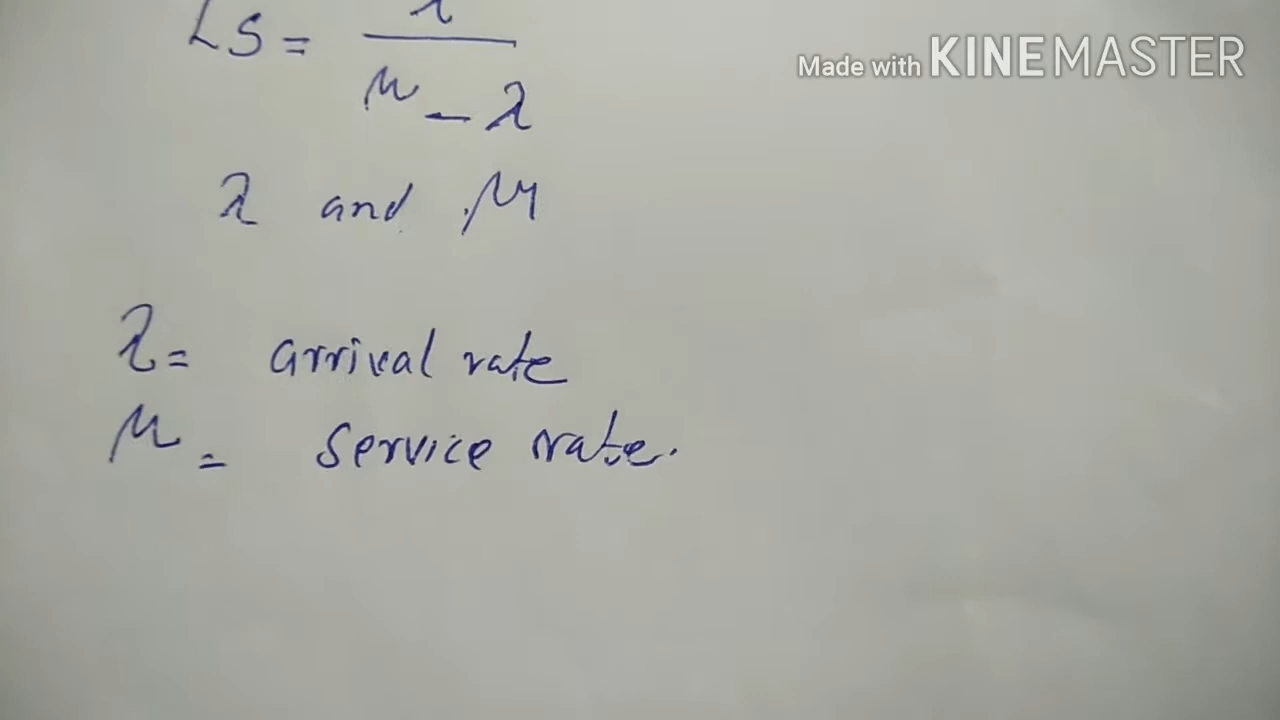 λ
Ls =
μ - λ
Made with KINEMASTER
λ and μ
λ = arrival rate
μ = service rate.